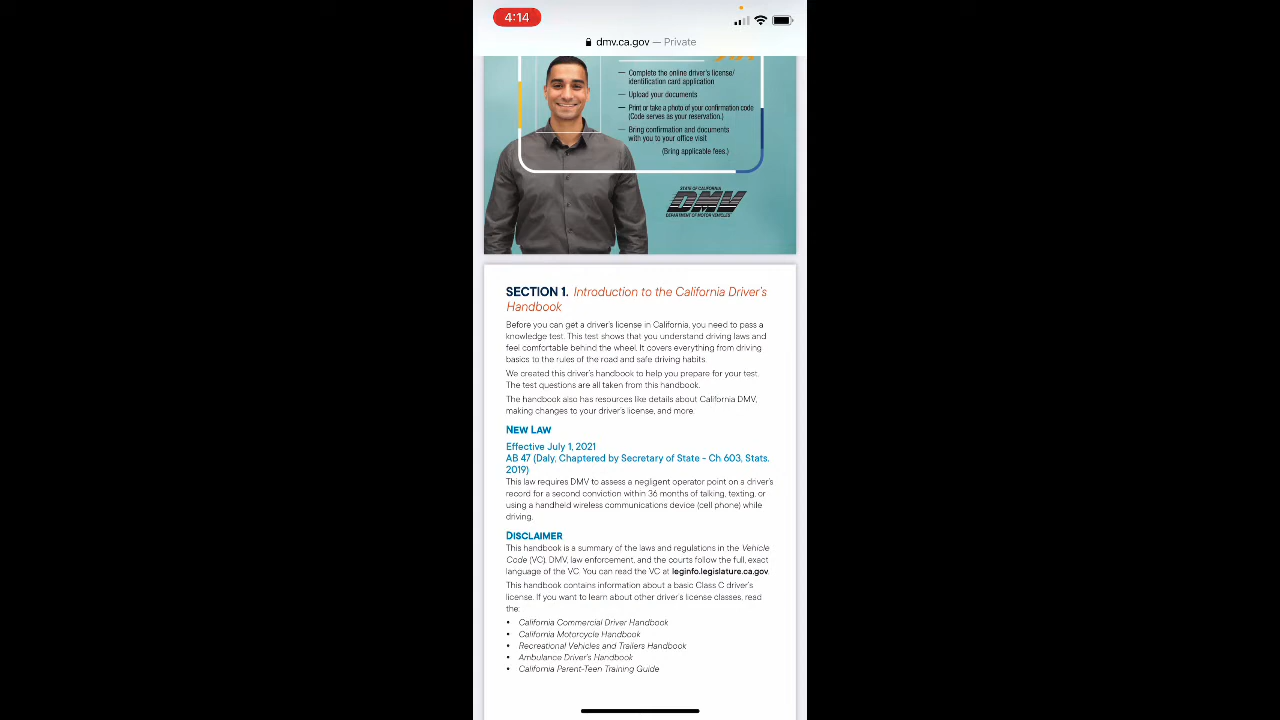 4:14
dmv.ca.gov — Private
— Complete the online driver's license/
identification card application
— Upload your documents
— Print or take a photo of your confirmation code
(Code serves as your reservation.)
— Bring confirmation and documents
with you to your office visit
(Bring applicable fees.)
STATE OF CALIFORNIA
DMV
DEPARTMENT OF MOTOR VEHICLES
SECTION 1. Introduction to the California Driver's
Handbook
Before you can get a driver's license in California, you need to pass a
knowledge test. This test shows that you understand driving laws and
feel comfortable behind the wheel. It covers everything from driving
basics to the rules of the road and safe driving habits.
We created this driver's handbook to help you prepare for your test.
The test questions are all taken from this handbook.
The handbook also has resources like details about California DMV,
making changes to your driver's license, and more.
NEW LAW
Effective July 1, 2021
AB 47 (Daly, Chaptered by Secretary of State - Ch 603, Stats.
2019)
This law requires DMV to assess a negligent operator point on a driver's
record for a second conviction within 36 months of talking, texting, or
using a handheld wireless communications device (cell phone) while
driving.
DISCLAIMER
This handbook is a summary of the laws and regulations in the Vehicle
Code (VC). DMV, law enforcement, and the courts follow the full, exact
language of the VC. You can read the VC at leginfo.legislature.ca.gov.
This handbook contains information about a basic Class C driver's
license. If you want to learn about other driver's license classes, read
the:
• California Commercial Driver Handbook
• California Motorcycle Handbook
• Recreational Vehicles and Trailers Handbook
• Ambulance Driver's Handbook
• California Parent-Teen Training Guide